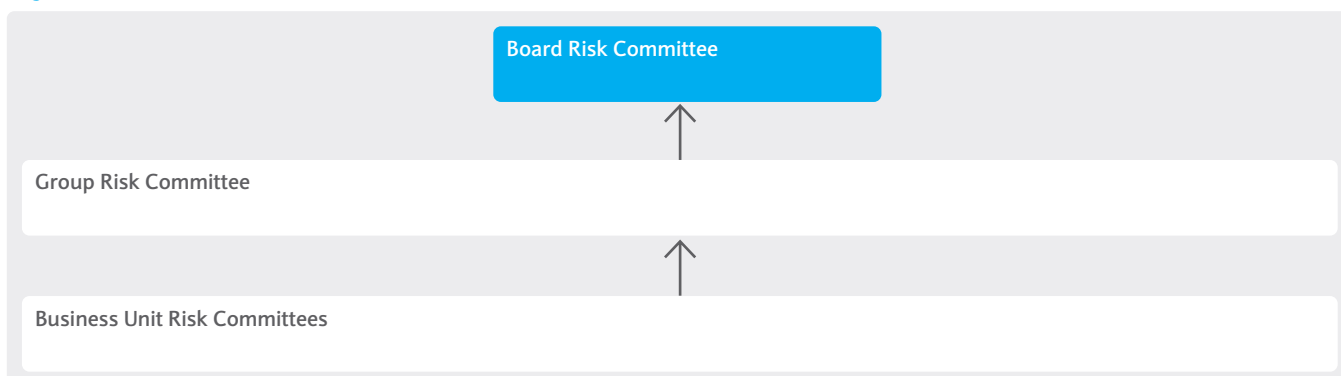 Board Risk Committee
Group Risk Committee
Business Unit Risk Committees